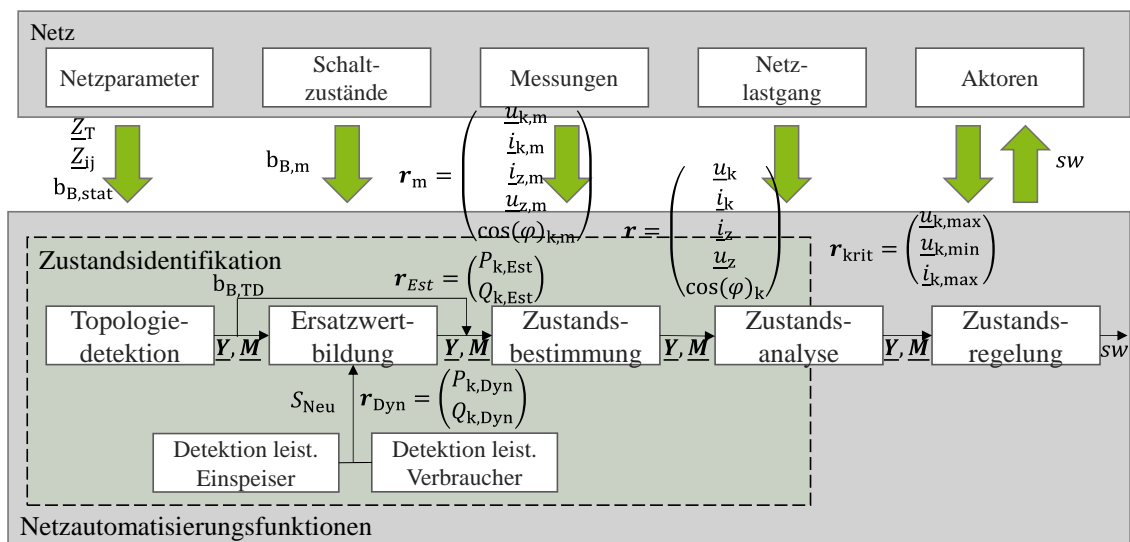 Netz
Netzparameter
Schalt-
zustände
Messungen
Netz-
lastgang
Aktoren
Z_T
Z_ij
b_B,stat
b_B,m
r_m = ( u_k,m
i_k,m
i_z,m
u_z,m
cos(φ)_k,m )
r = ( u_k
i_k
i_z
u_z
cos(φ)_k )
sw
r_krit = ( u_k,max
u_k,min
i_k,max )
Zustandsidentifikation
b_B,TD
r_Est = ( P_k,Est
Q_k,Est )
Topologie-
detektion
Y, M
Ersatzwert-
bildung
Y, M
Zustands-
bestimmung
Y, M
Zustands-
analyse
Y, M
Zustands-
regelung
sw
S_Neu
r_Dyn = ( P_k,Dyn
Q_k,Dyn )
Detektion leist.
Einspeiser
Detektion leist.
Verbraucher
Netzautomatisierungsfunktionen